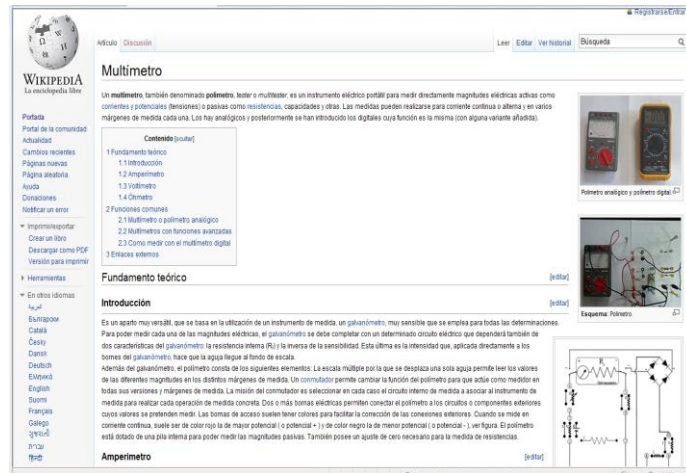 Registrarse/Entrar
Artículo Discusión
Leer Editar Ver historial Búsqueda
WIKIPEDIA
La enciclopedia libre
Portada
Portal de la comunidad
Actualidad
Cambios recientes
Páginas nuevas
Página aleatoria
Ayuda
Donaciones
Notificar un error
Imprimir/exportar
Crear un libro
Descargar como PDF
Versión para imprimir
Herramientas
En otros idiomas
العربية
Български
Català
Česky
Dansk
Deutsch
Ελληνικά
English
Suomi
Français
Galego
ગુજરાતી
עברית
हिन्दी
Multímetro
Un multímetro, también denominado polímetro, tester o multitester, es un instrumento eléctrico portátil para medir directamente magnitudes eléctricas activas como
corrientes y potenciales (tensiones) o pasivas como resistencias, capacidades y otras. Las medidas pueden realizarse para corriente continua o alterna y en varios
márgenes de medida cada una. Los hay analógicos y posteriormente se han introducido los digitales cuya función es la misma (con alguna variante añadida).
Contenido [ocultar]
1 Fundamento teórico
1.1 Introducción
1.2 Amperímetro
1.3 Voltímetro
1.4 Óhmetro
2 Funciones comunes
2.1 Multímetro o polímetro analógico
2.2 Multímetros con funciones avanzadas
2.3 Como medir con el multímetro digital
3 Enlaces externos
Polímetro analógico y polímetro digital.
Esquema: Polímetro.
Fundamento teórico [editar]
Introducción [editar]
Es un aparto muy versátil, que se basa en la utilización de un instrumento de medida, un galvanómetro, muy sensible que se emplea para todas las determinaciones.
Para poder medir cada una de las magnitudes eléctricas, el galvanómetro se debe completar con un determinado circuito eléctrico que dependerá también de
dos características del galvanómetro: la resistencia interna (Ri) y la inversa de la sensibilidad. Esta última es la intensidad que, aplicada directamente a los
bornes del galvanómetro, hace que la aguja llegue al fondo de escala.
Además del galvanómetro, el polímetro consta de los siguientes elementos: La escala múltiple por la que se desplaza una sola aguja permite leer los valores
de las diferentes magnitudes en los distintos márgenes de medida. Un conmutador permite cambiar la función del polímetro para que actúe como medidor en
todas sus versiones y márgenes de medida. La misión del conmutador es seleccionar en cada caso el circuito interno de medida a asociar al instrumento de
medida para realizar cada operación de medida concreta. Dos o más bornas eléctricas permiten conectar el polímetro a los circuitos o componentes exteriores
cuyos valores se pretenden medir. Las bornas de acceso suelen tener colores para facilitar la corrección de las conexiones exteriores. Cuando se mide en
corriente continua, suele ser de color rojo la de mayor potencial ( o potencial + ) y de color negro la de menor potencial ( o potencial - ), ver figura. El polímetro
está dotado de una pila interna para poder medir las magnitudes pasivas. También posee un ajuste de cero necesario para la medida de resistencias.
Amperímetro [editar]